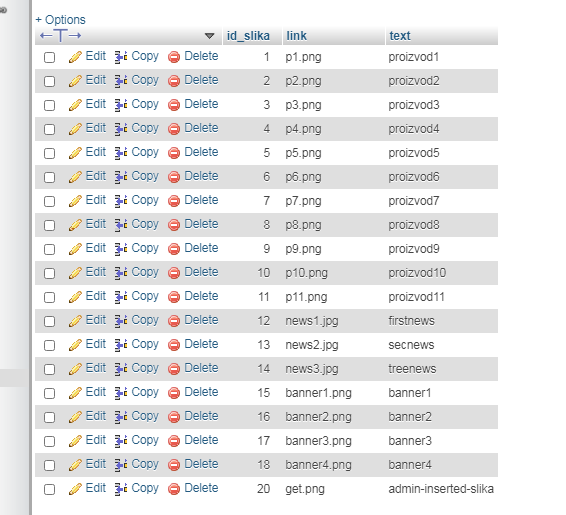 + Options
←T→ id_slika link text
Edit Copy Delete 1 p1.png proizvod1
Edit Copy Delete 2 p2.png proizvod2
Edit Copy Delete 3 p3.png proizvod3
Edit Copy Delete 4 p4.png proizvod4
Edit Copy Delete 5 p5.png proizvod5
Edit Copy Delete 6 p6.png proizvod6
Edit Copy Delete 7 p7.png proizvod7
Edit Copy Delete 8 p8.png proizvod8
Edit Copy Delete 9 p9.png proizvod9
Edit Copy Delete 10 p10.png proizvod10
Edit Copy Delete 11 p11.png proizvod11
Edit Copy Delete 12 news1.jpg firstnews
Edit Copy Delete 13 news2.jpg secnews
Edit Copy Delete 14 news3.jpg treenews
Edit Copy Delete 15 banner1.png banner1
Edit Copy Delete 16 banner2.png banner2
Edit Copy Delete 17 banner3.png banner3
Edit Copy Delete 18 banner4.png banner4
Edit Copy Delete 20 get.png admin-inserted-slika